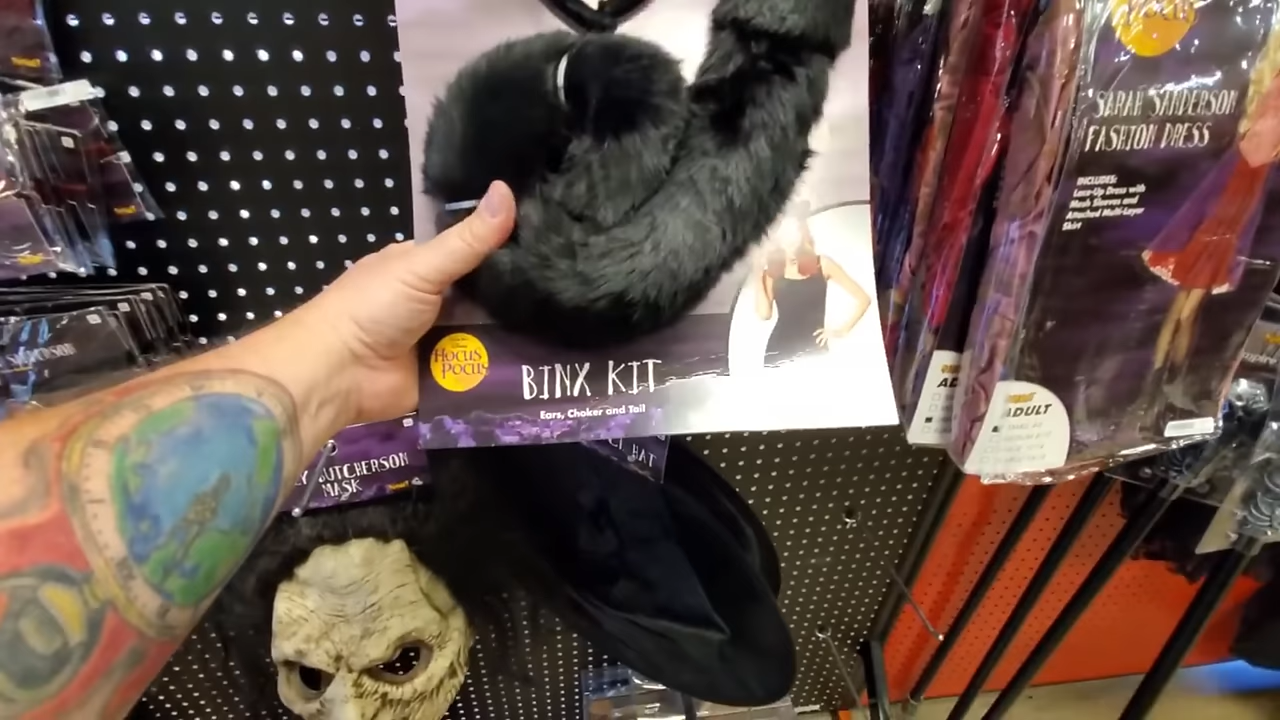 HOCUS
POCUS
BINX KIT
Ears, Choker and Tail
SARAH SANDERSON
FASHION DRESS
INCLUDES:
Lace-Up Dress with
Mesh Sleeves and
Attached Multi-Layer
Skirt
ADULT
AD
Y BUTCHERSON
MASK
HAT